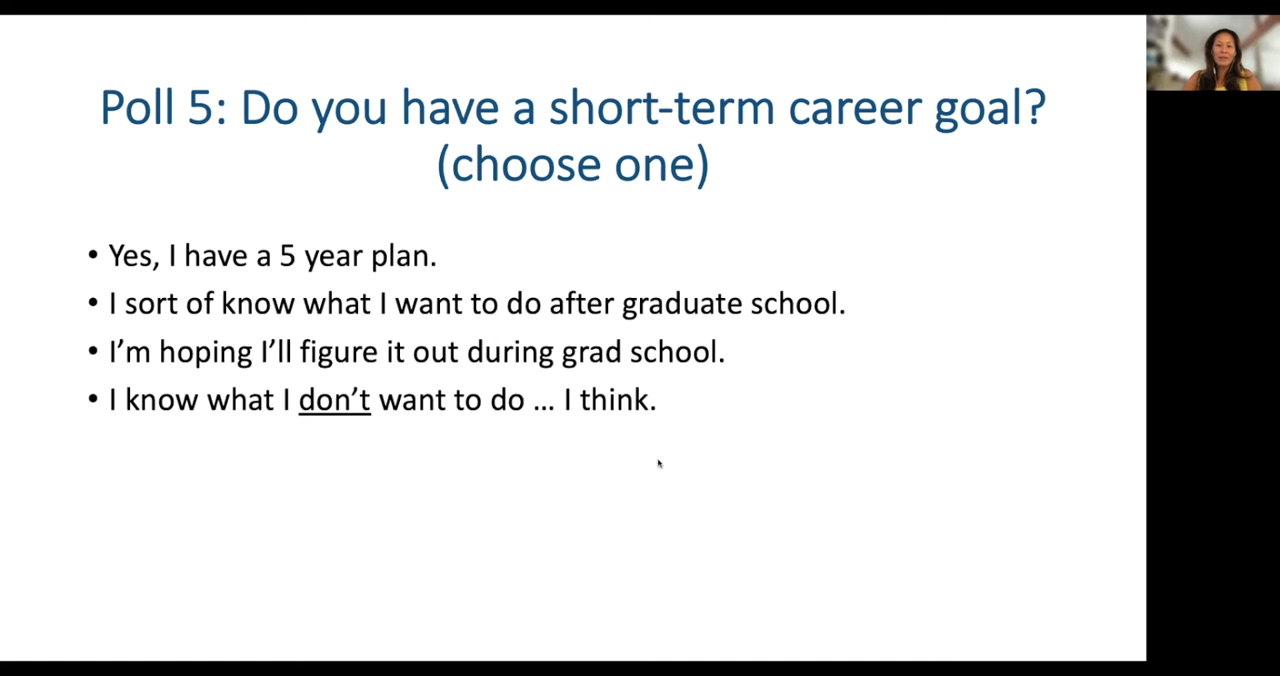 Poll 5: Do you have a short-term career goal?
(choose one)
• Yes, I have a 5 year plan.
• I sort of know what I want to do after graduate school.
• I’m hoping I’ll figure it out during grad school.
• I know what I don’t want to do … I think.